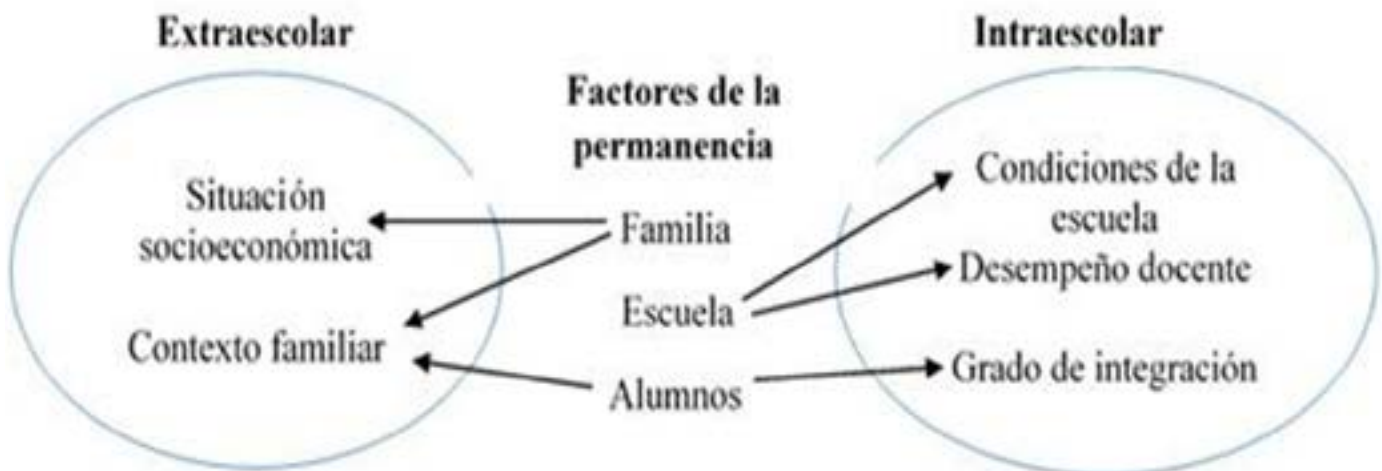 Extraescolar
Situación
socioeconómica
Contexto familiar
Factores de la
permanencia
Familia
Escuela
Alumnos
Intraescolar
Condiciones de la
escuela
Desempeño docente
Grado de integración